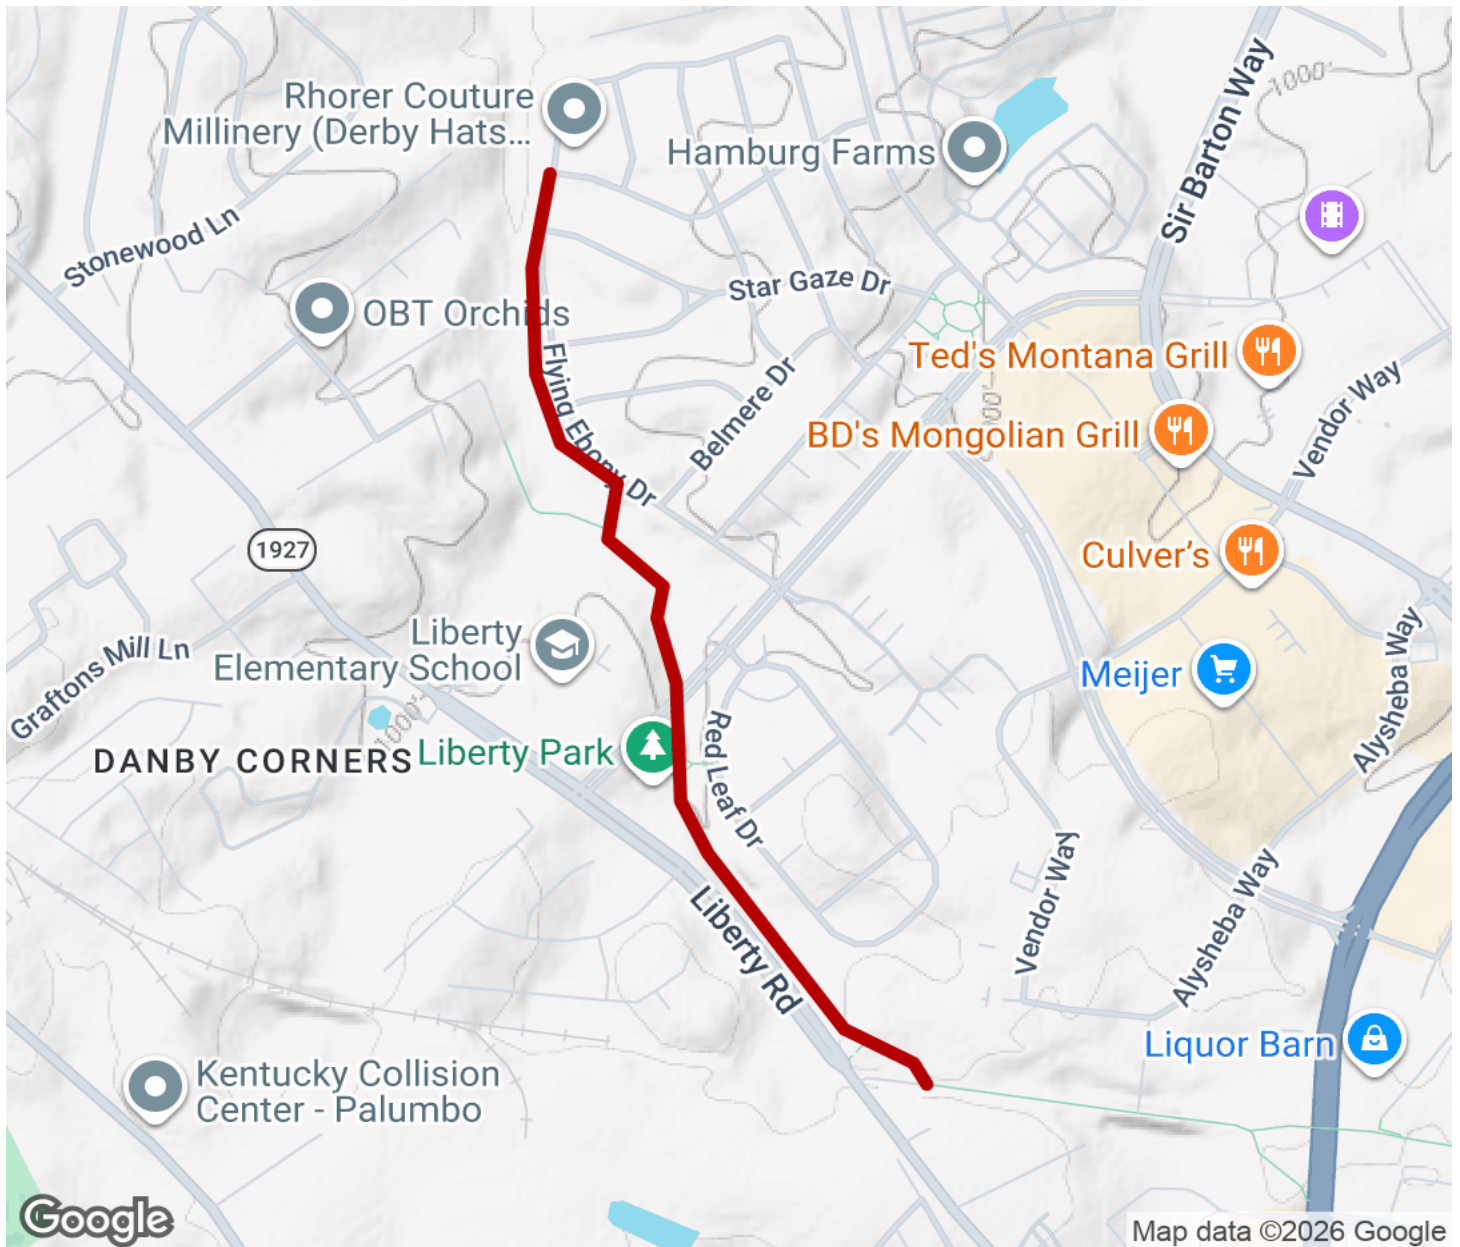 Rhorer Couture
Millinery (Derby Hats...
Hamburg Farms
Sir Barton Way
1000'
Stonewood Ln
OBT Orchids
Star Gaze Dr
Ted's Montana Grill
1000
Flying Ebony Dr
Belmere Dr
BD's Mongolian Grill
Vendor Way
1927
Culver's
Liberty
Elementary School
Graftons Mill Ln
Meijer
Alysheba Way
1000'
DANBY CORNERS
Liberty Park
Red Leaf Dr
Liberty Rd
Vendor Way
Alysheba Way
Liquor Barn
Kentucky Collision
Center - Palumbo
Google
Map data ©2026 Google